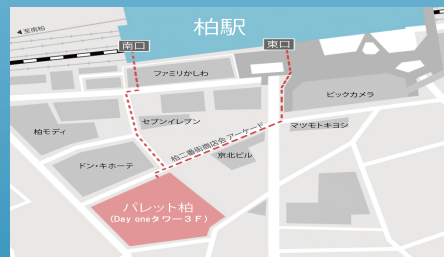 ◀至南柏
柏駅
南口
東口
ファミリかしわ
ビックカメラ
セブンイレブン
マツモトキヨシ
柏モディ
柏二番街商店会アーケード
京北ビル
ドン・キホーテ
パレット柏
(Day oneタワー３Ｆ)